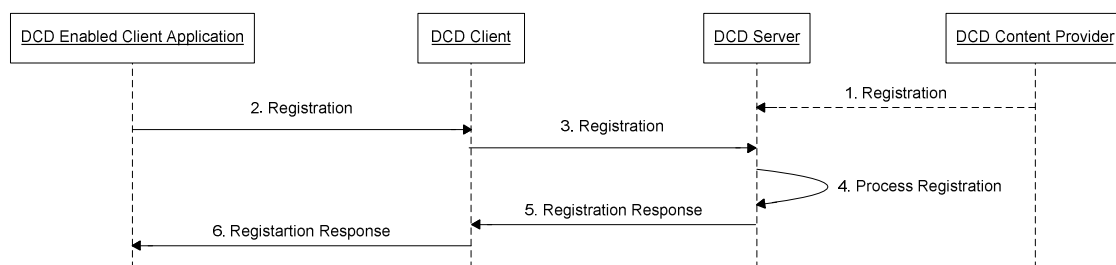 DCD Enabled Client Application
DCD Client
DCD Server
DCD Content Provider
1. Registration
2. Registration
3. Registration
4. Process Registration
5. Registration Response
6. Registartion Response